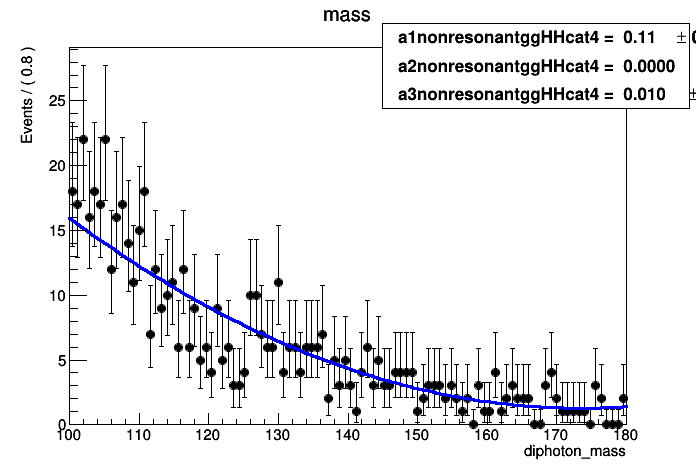 mass
a1nonresonantggHHcat4 = 0.11 ± 0
a2nonresonantggHHcat4 = 0.0000
a3nonresonantggHHcat4 = 0.010 ±
Events / ( 0.8 )
25
20
15
10
5
0
100 110 120 130 140 150 160 170 180
diphoton_mass